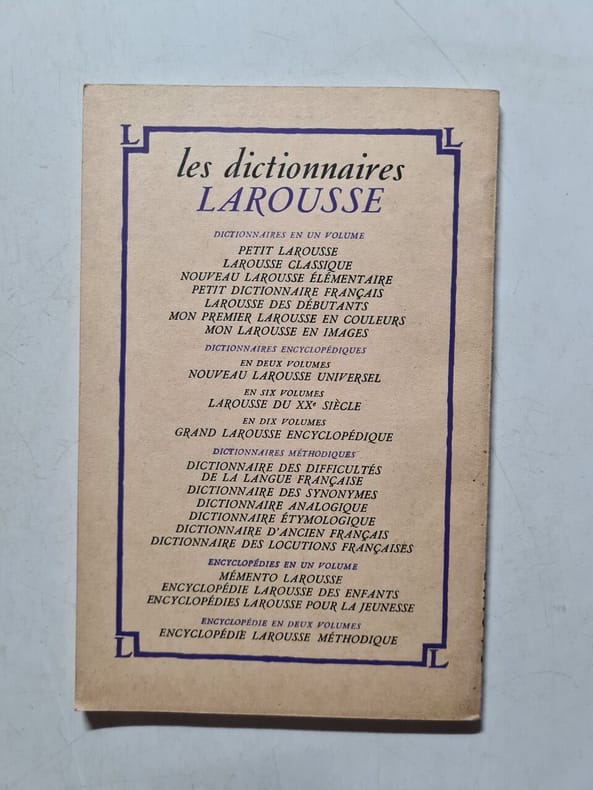 L L
les dictionnaires
LAROUSSE
DICTIONNAIRES EN UN VOLUME
PETIT LAROUSSE
LAROUSSE CLASSIQUE
NOUVEAU LAROUSSE ÉLÉMENTAIRE
PETIT DICTIONNAIRE FRANÇAIS
LAROUSSE DES DÉBUTANTS
MON PREMIER LAROUSSE EN COULEURS
MON LAROUSSE EN IMAGES
DICTIONNAIRES ENCYCLOPÉDIQUES
EN DEUX VOLUMES
NOUVEAU LAROUSSE UNIVERSEL
EN SIX VOLUMES
LAROUSSE DU XXe SIÈCLE
EN DIX VOLUMES
GRAND LAROUSSE ENCYCLOPÉDIQUE
DICTIONNAIRES MÉTHODIQUES
DICTIONNAIRE DES DIFFICULTÉS
DE LA LANGUE FRANÇAISE
DICTIONNAIRE DES SYNONYMES
DICTIONNAIRE ANALOGIQUE
DICTIONNAIRE ÉTYMOLOGIQUE
DICTIONNAIRE D'ANCIEN FRANÇAIS
DICTIONNAIRE DES LOCUTIONS FRANÇAISES
ENCYCLOPÉDIES EN UN VOLUME
MÉMENTO LAROUSSE
ENCYCLOPÉDIE LAROUSSE DES ENFANTS
ENCYCLOPÉDIES LAROUSSE POUR LA JEUNESSE
ENCYCLOPÉDIE EN DEUX VOLUMES
ENCYCLOPÉDIE LAROUSSE MÉTHODIQUE
L L